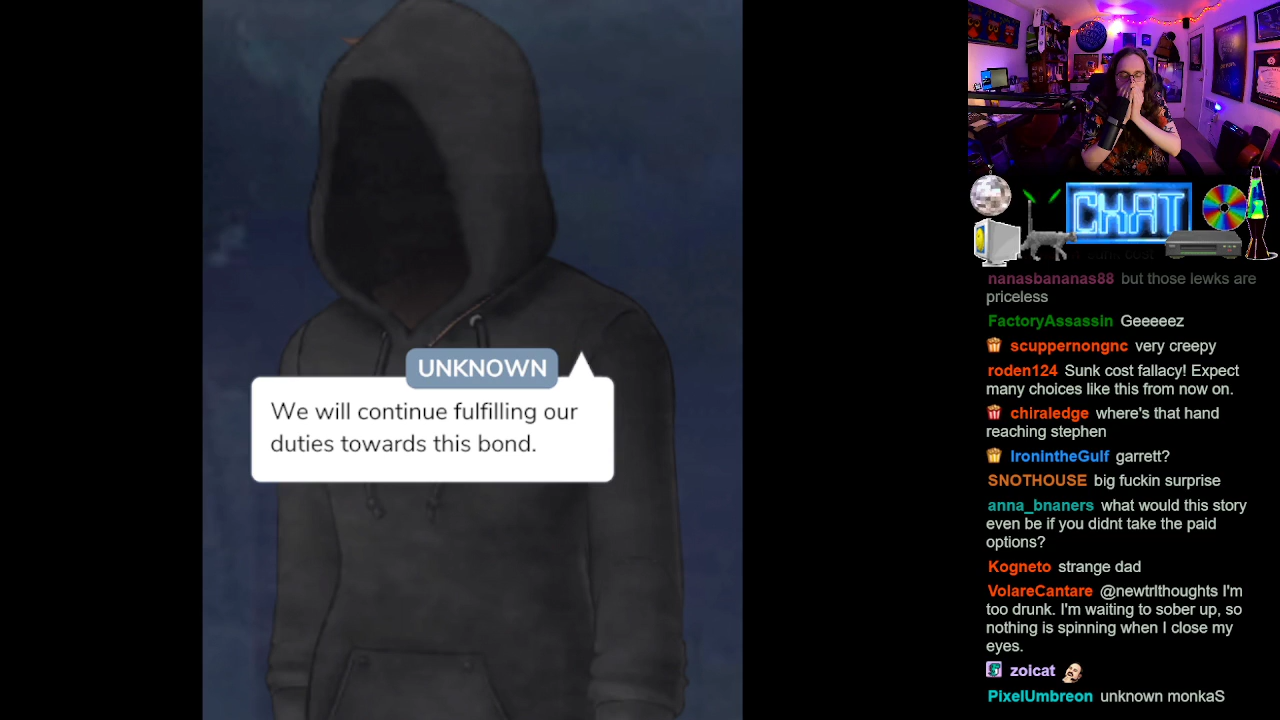 UNKNOWN
We will continue fulfilling our
duties towards this bond.
CHAT
nanasbananas88 but those lewks are
priceless
FactoryAssassin Geeeeez
scuppernongnc very creepy
roden124 Sunk cost fallacy! Expect
many choices like this from now on.
chiraledge where's that hand
reaching stephen
IronintheGulf garrett?
SNOTHOUSE big fuckin surprise
anna_bnaners what would this story
even be if you didnt take the paid
options?
Kogneto strange dad
VolareCantare @newtrlthoughts I'm
too drunk. I'm waiting to sober up, so
nothing is spinning when I close my
eyes.
zoicat
PixelUmbreon unknown monkaS